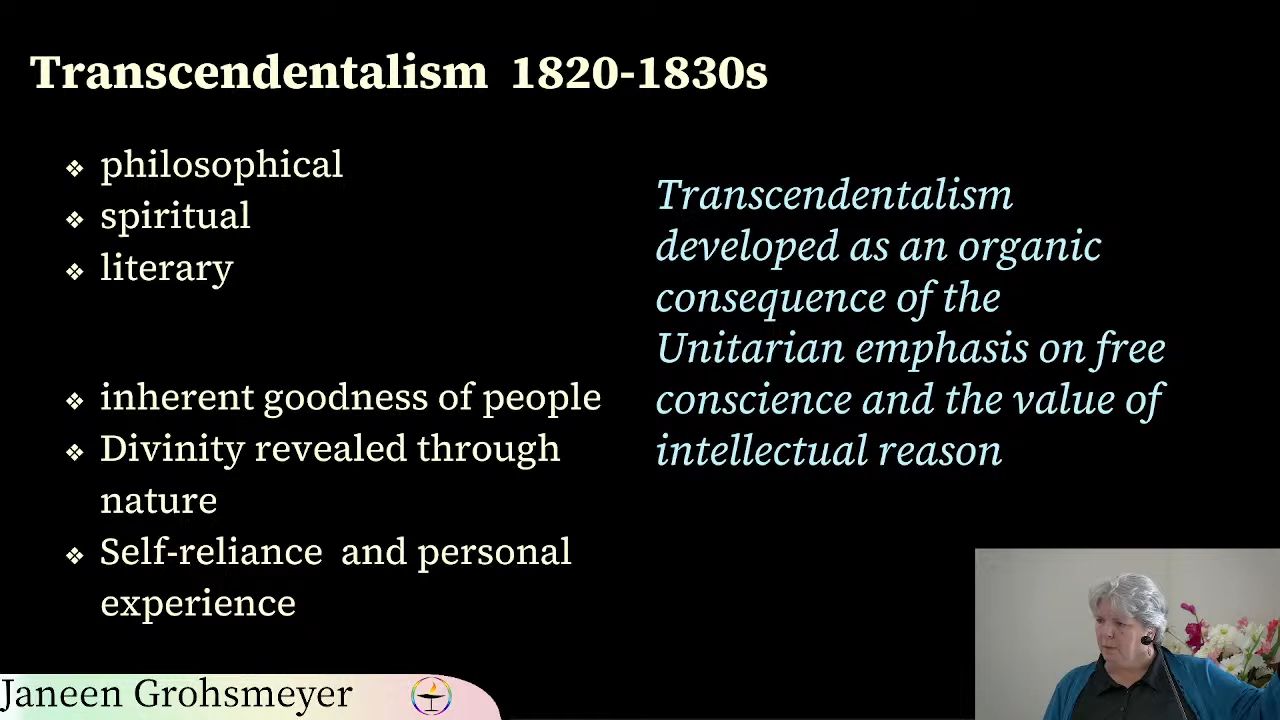 Transcendentalism 1820-1830s
❖ philosophical
❖ spiritual
❖ literary
❖ inherent goodness of people
❖ Divinity revealed through
nature
❖ Self-reliance and personal
experience
Transcendentalism
developed as an organic
consequence of the
Unitarian emphasis on free
conscience and the value of
intellectual reason
Janeen Grohsmeyer